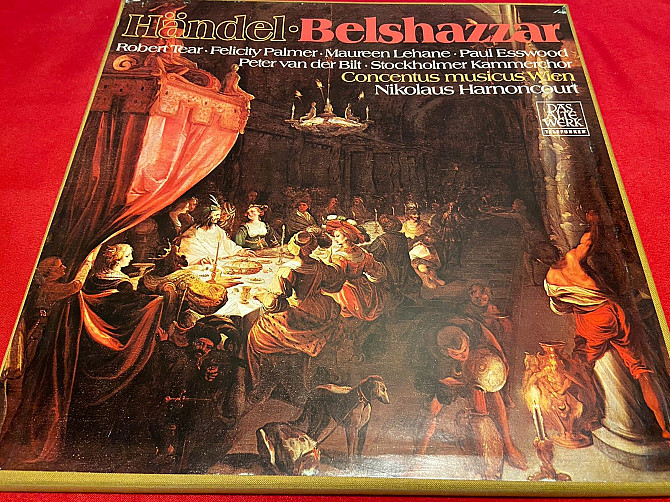 Händel · Belshazzar
Robert Tear · Felicity Palmer · Maureen Lehane · Paul Esswood
Peter van der Bilt · Stockholmer Kammerchor
Concentus musicus Wien
Nikolaus Harnoncourt
DAS
ALTE
WERK
TELEFUNKEN